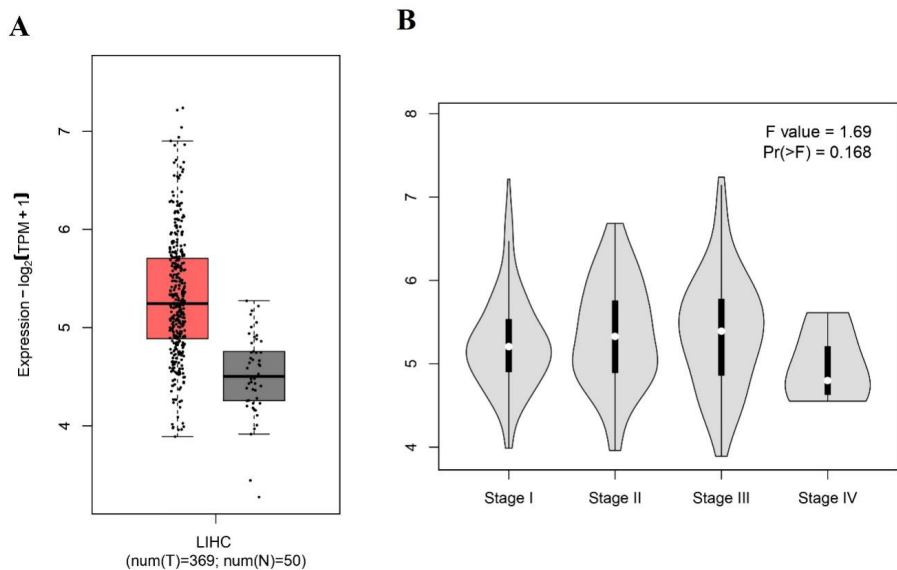 A
Expression − log₂(TPM + 1)
7
6
5
4
LIHC
(num(T)=369; num(N)=50)
B
F value = 1.69
Pr(>F) = 0.168
8
7
6
5
4
Stage I
Stage II
Stage III
Stage IV